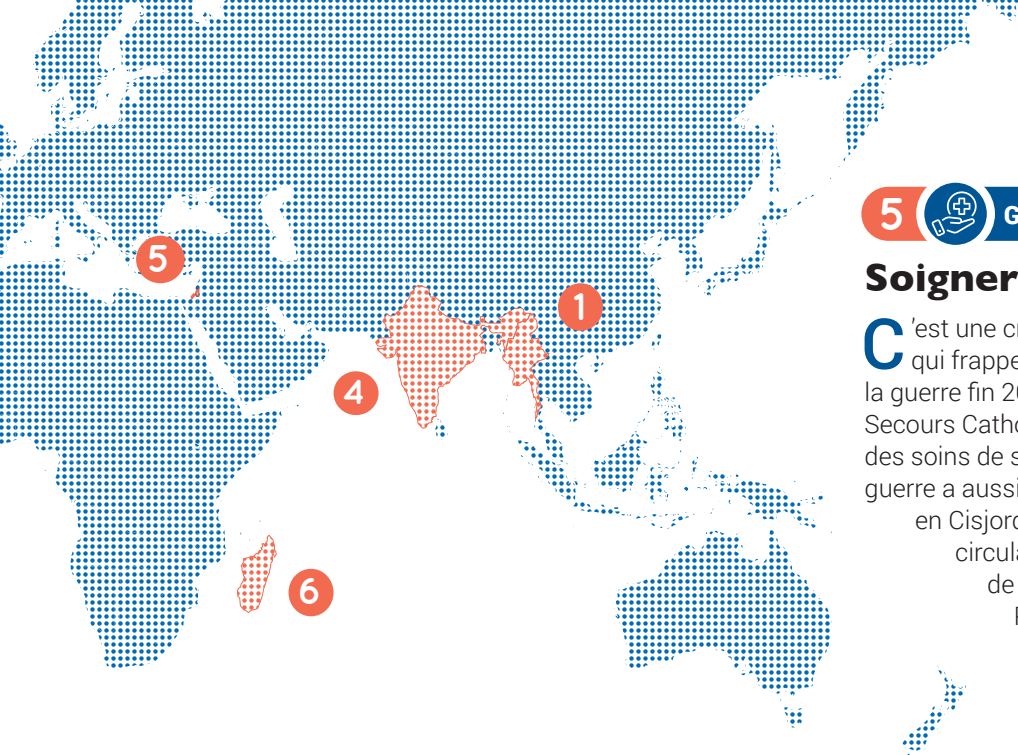 5
1
4
6
5 G
Soigner
C'est une c
qui frappe
la guerre fin 20
Secours Catho
des soins de s
guerre a aussi
en Cisjord
circula
de